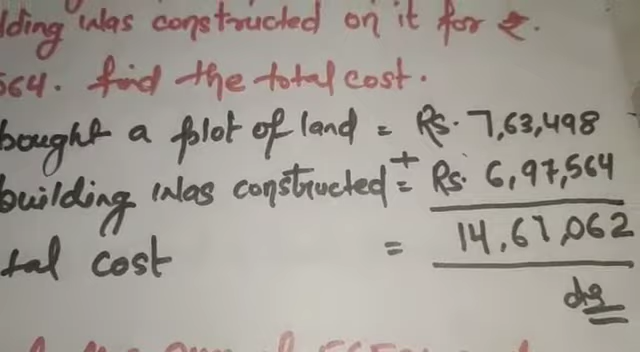 lding was constructed on it for ₹.
564. find the total cost.
bought a plot of land = Rs. 7,63,498
building was constructed = + Rs. 6,97,564
tal cost = 14,61,062